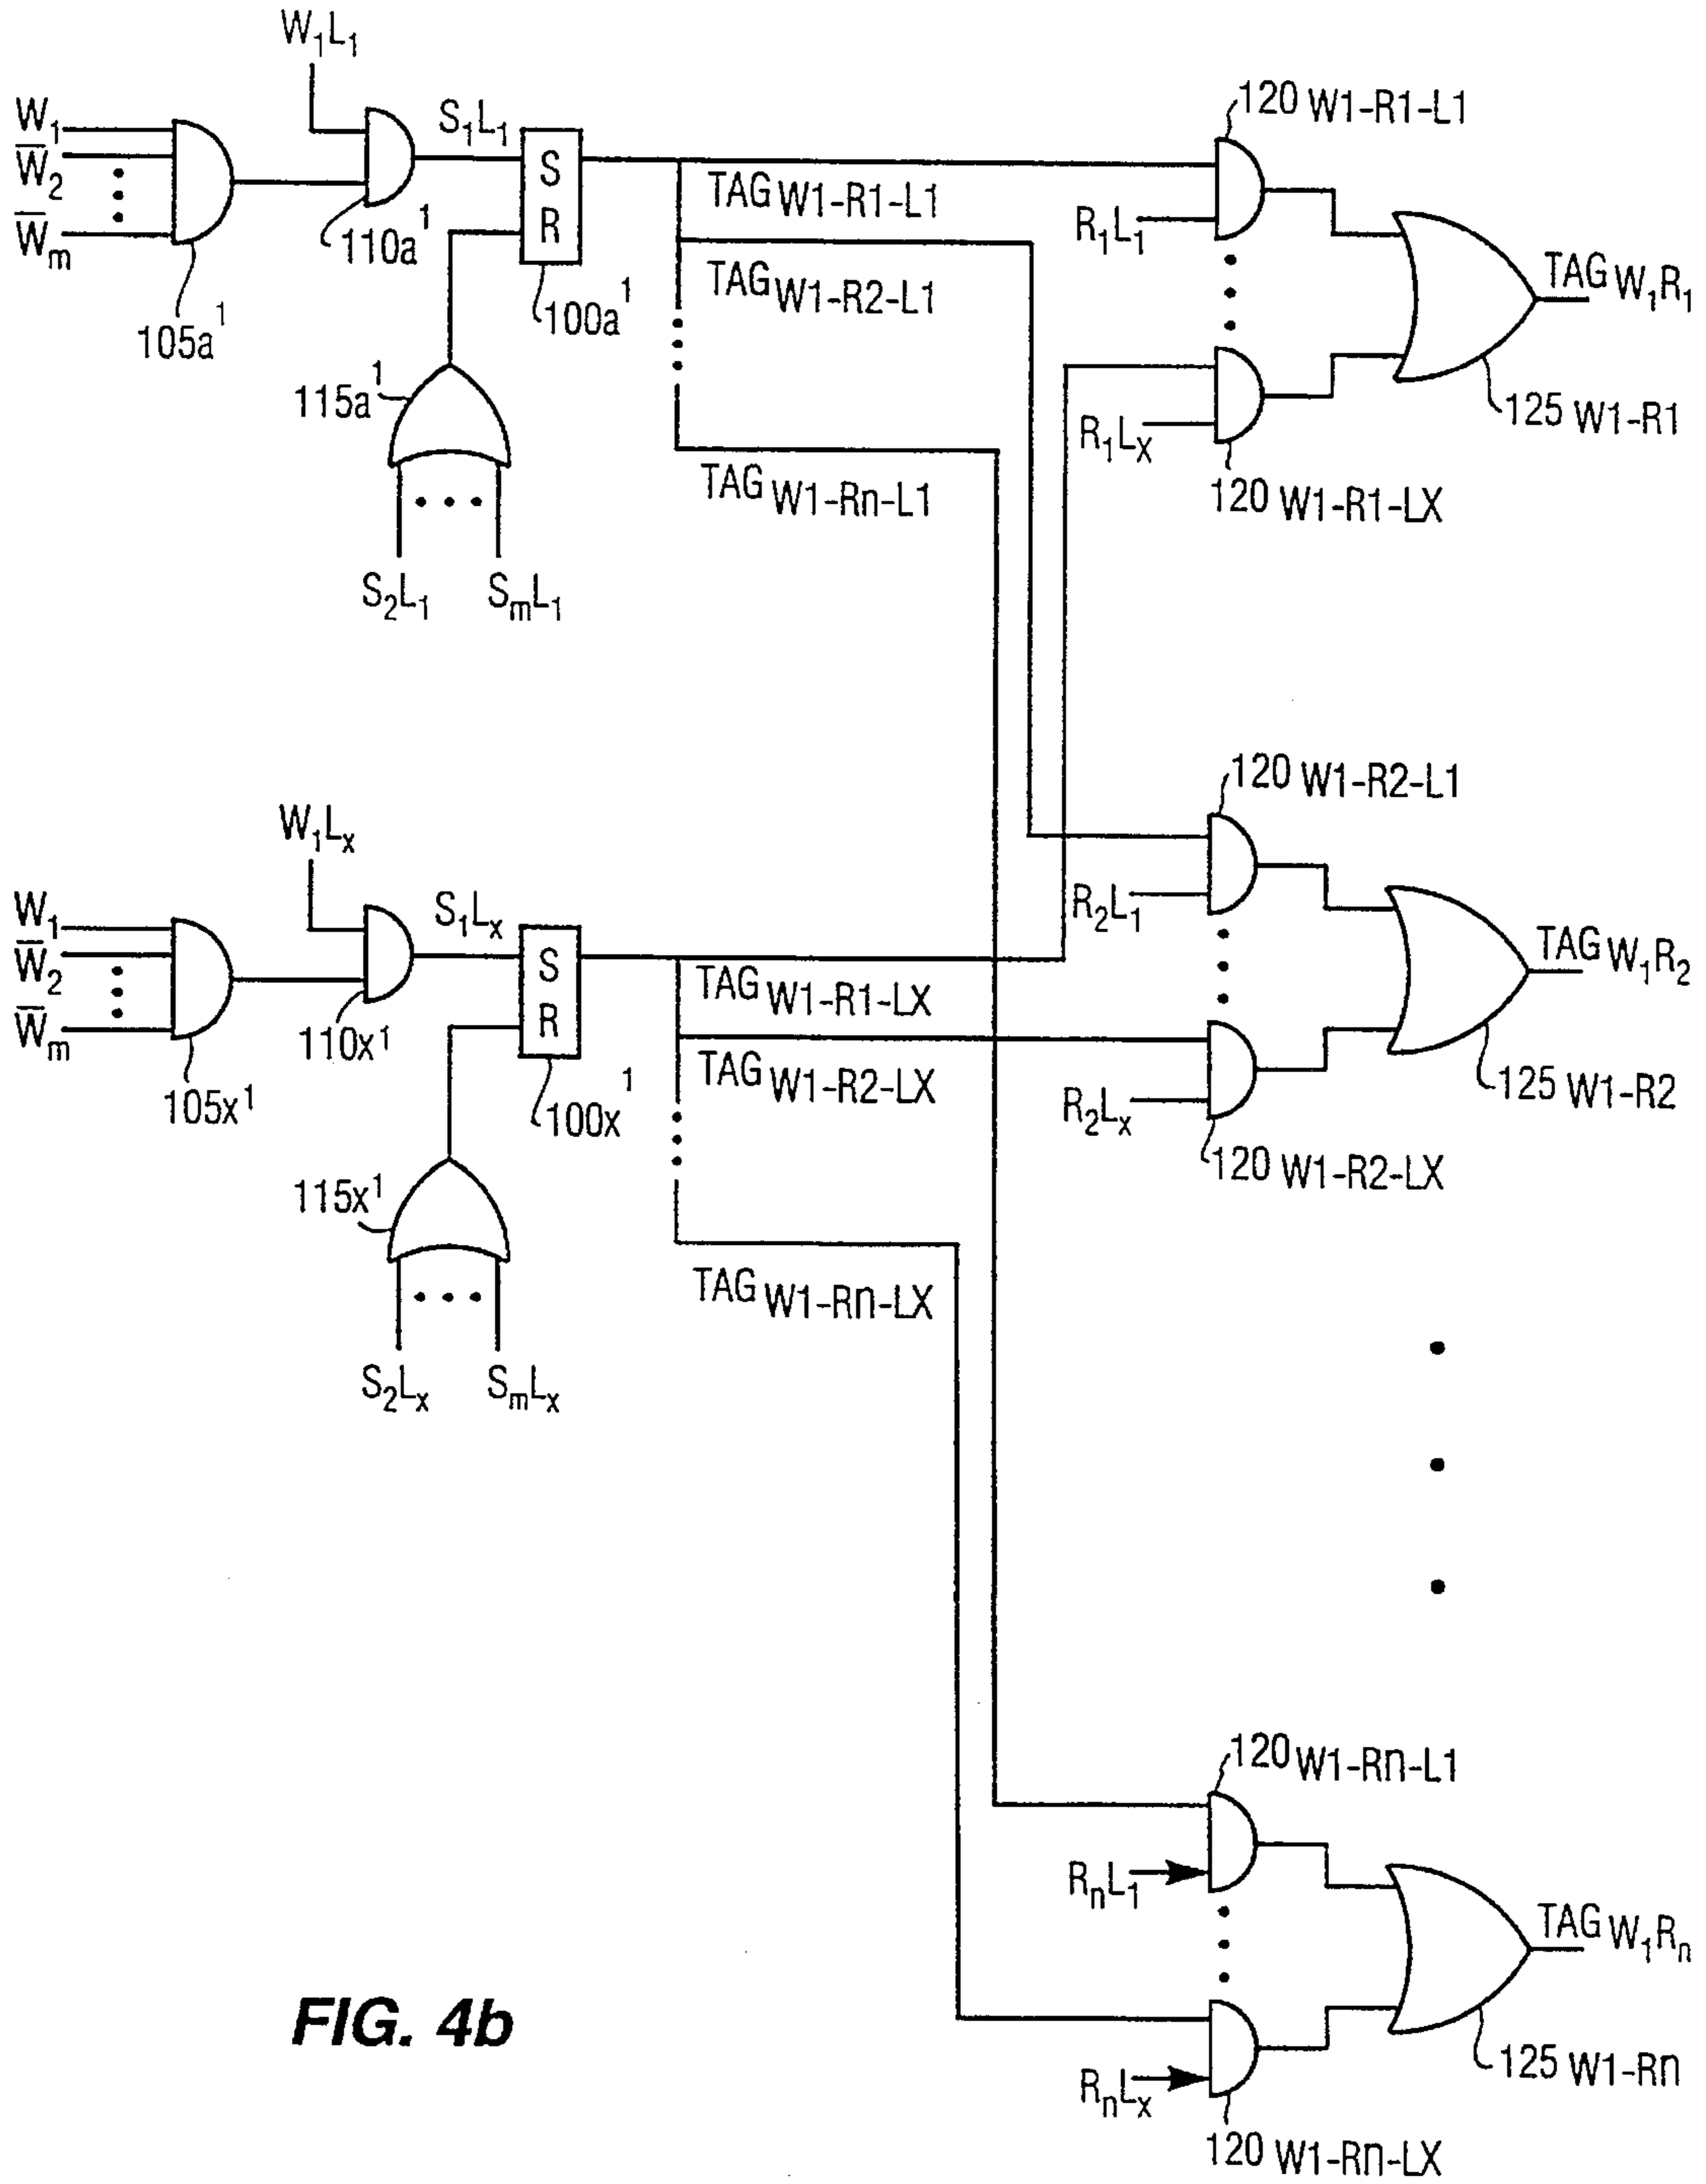 W₁L₁
W₁
W̅₂
W̅ₘ
105a¹
110a¹
S₁L₁
S
R
100a¹
115a¹
S₂L₁
SₘL₁
TAG W1-R1-L1
TAG W1-R2-L1
TAG W1-Rn-L1
120 W1-R1-L1
R₁L₁
R₁Lₓ
120 W1-R1-LX
TAG W₁R₁
125 W1-R1
W₁Lₓ
W₁
W̅₂
W̅ₘ
105x¹
110x¹
S₁Lₓ
S
R
100x¹
115x¹
S₂Lₓ
SₘLₓ
TAG W1-R1-LX
TAG W1-R2-LX
TAG W1-Rn-LX
120 W1-R2-L1
R₂L₁
R₂Lₓ
120 W1-R2-LX
TAG W₁R₂
125 W1-R2
120 W1-Rn-L1
RₙL₁
RₙLₓ
120 W1-Rn-LX
TAG W₁Rₙ
125 W1-Rn
FIG. 4b